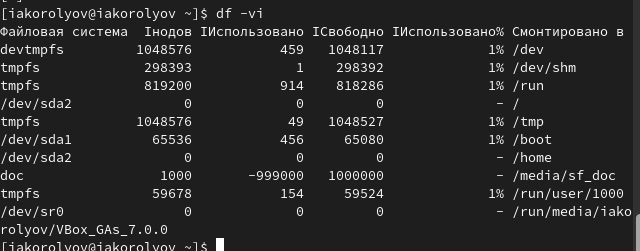 [iakorolyov@iakorolyov ~]$ df -vi
Файловая система   Iнодов IИспользовано IСвободно IИспользовано% Смонтировано в
devtmpfs          1048576           459   1048117             1% /dev
tmpfs              298393             1    298392             1% /dev/shm
tmpfs              819200           914    818286             1% /run
/dev/sda2               0             0         0              - /
tmpfs             1048576            49   1048527             1% /tmp
/dev/sda1           65536           456     65080             1% /boot
/dev/sda2               0             0         0              - /home
doc                  1000       -999000   1000000              - /media/sf_doc
tmpfs               59678           154     59524             1% /run/user/1000
/dev/sr0                0             0         0              - /run/media/iako
rolyov/VBox_GAs_7.0.0
[iakorolyov@iakorolyov ~]$